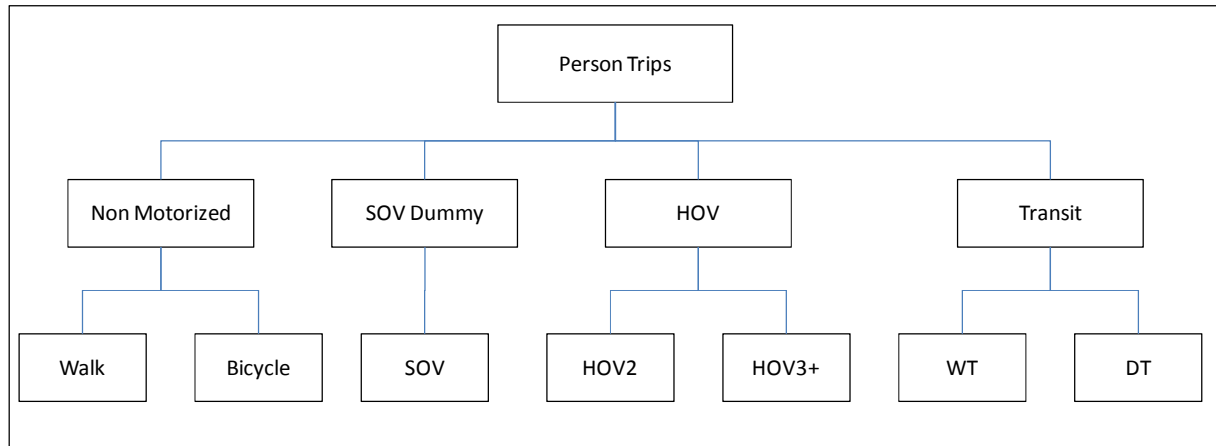 Person Trips
Non Motorized
SOV Dummy
HOV
Transit
Walk
Bicycle
SOV
HOV2
HOV3+
WT
DT